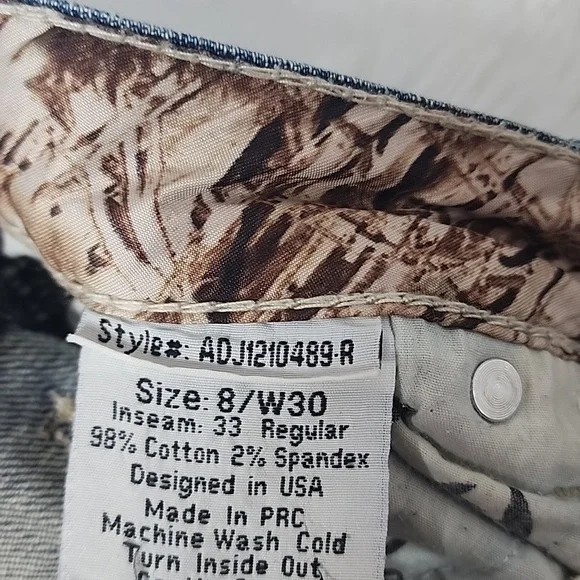 Style#: ADJ1210489-R
Size: 8/W30
Inseam: 33 Regular
98% Cotton 2% Spandex
Designed in USA
Made In PRC
Machine Wash Cold
Turn Inside Out